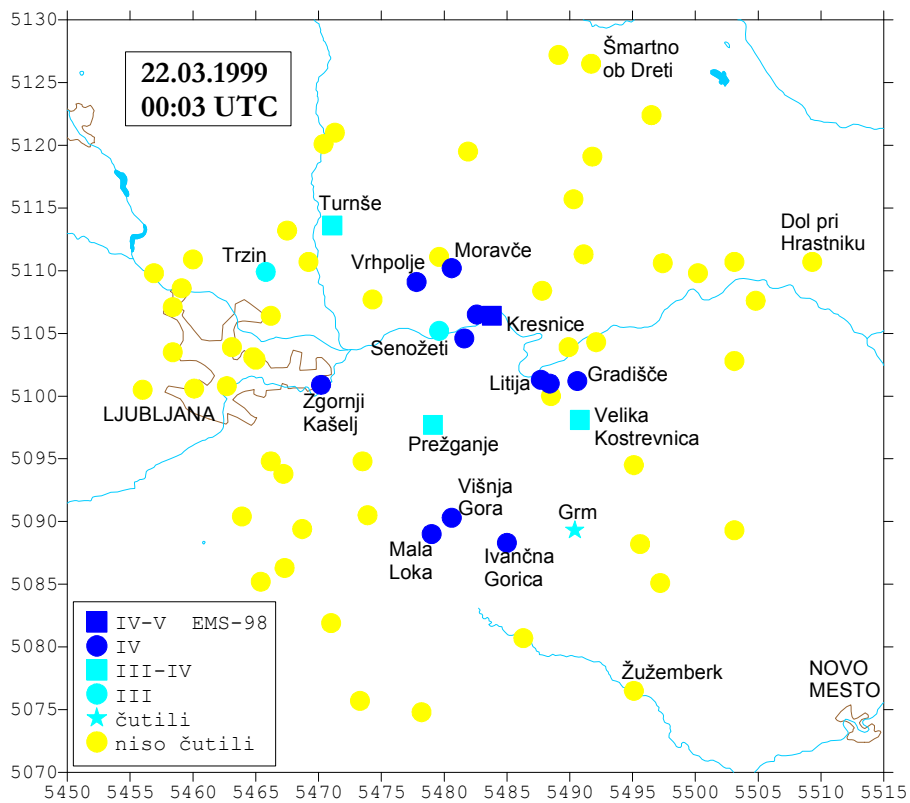 5130
5125
5120
5115
5110
5105
5100
5095
5090
5085
5080
5075
5070
22.03.1999
00:03 UTC
Šmartno
ob Dreti
Turnše
Trzin
Vrhpolje
Moravče
Dol pri
Hrastniku
Kresnice
Senožeti
Litija
Gradišče
LJUBLJANA
Zgornji
Kašelj
Prežganje
Velika
Kostrevnica
Višnja
Gora
Grm
Mala
Loka
Ivančna
Gorica
Žužemberk
NOVO
MESTO
IV-V EMS-98
IV
III-IV
III
čutili
niso čutili
5450 5455 5460 5465 5470 5475 5480 5485 5490 5495 5500 5505 5510 5515